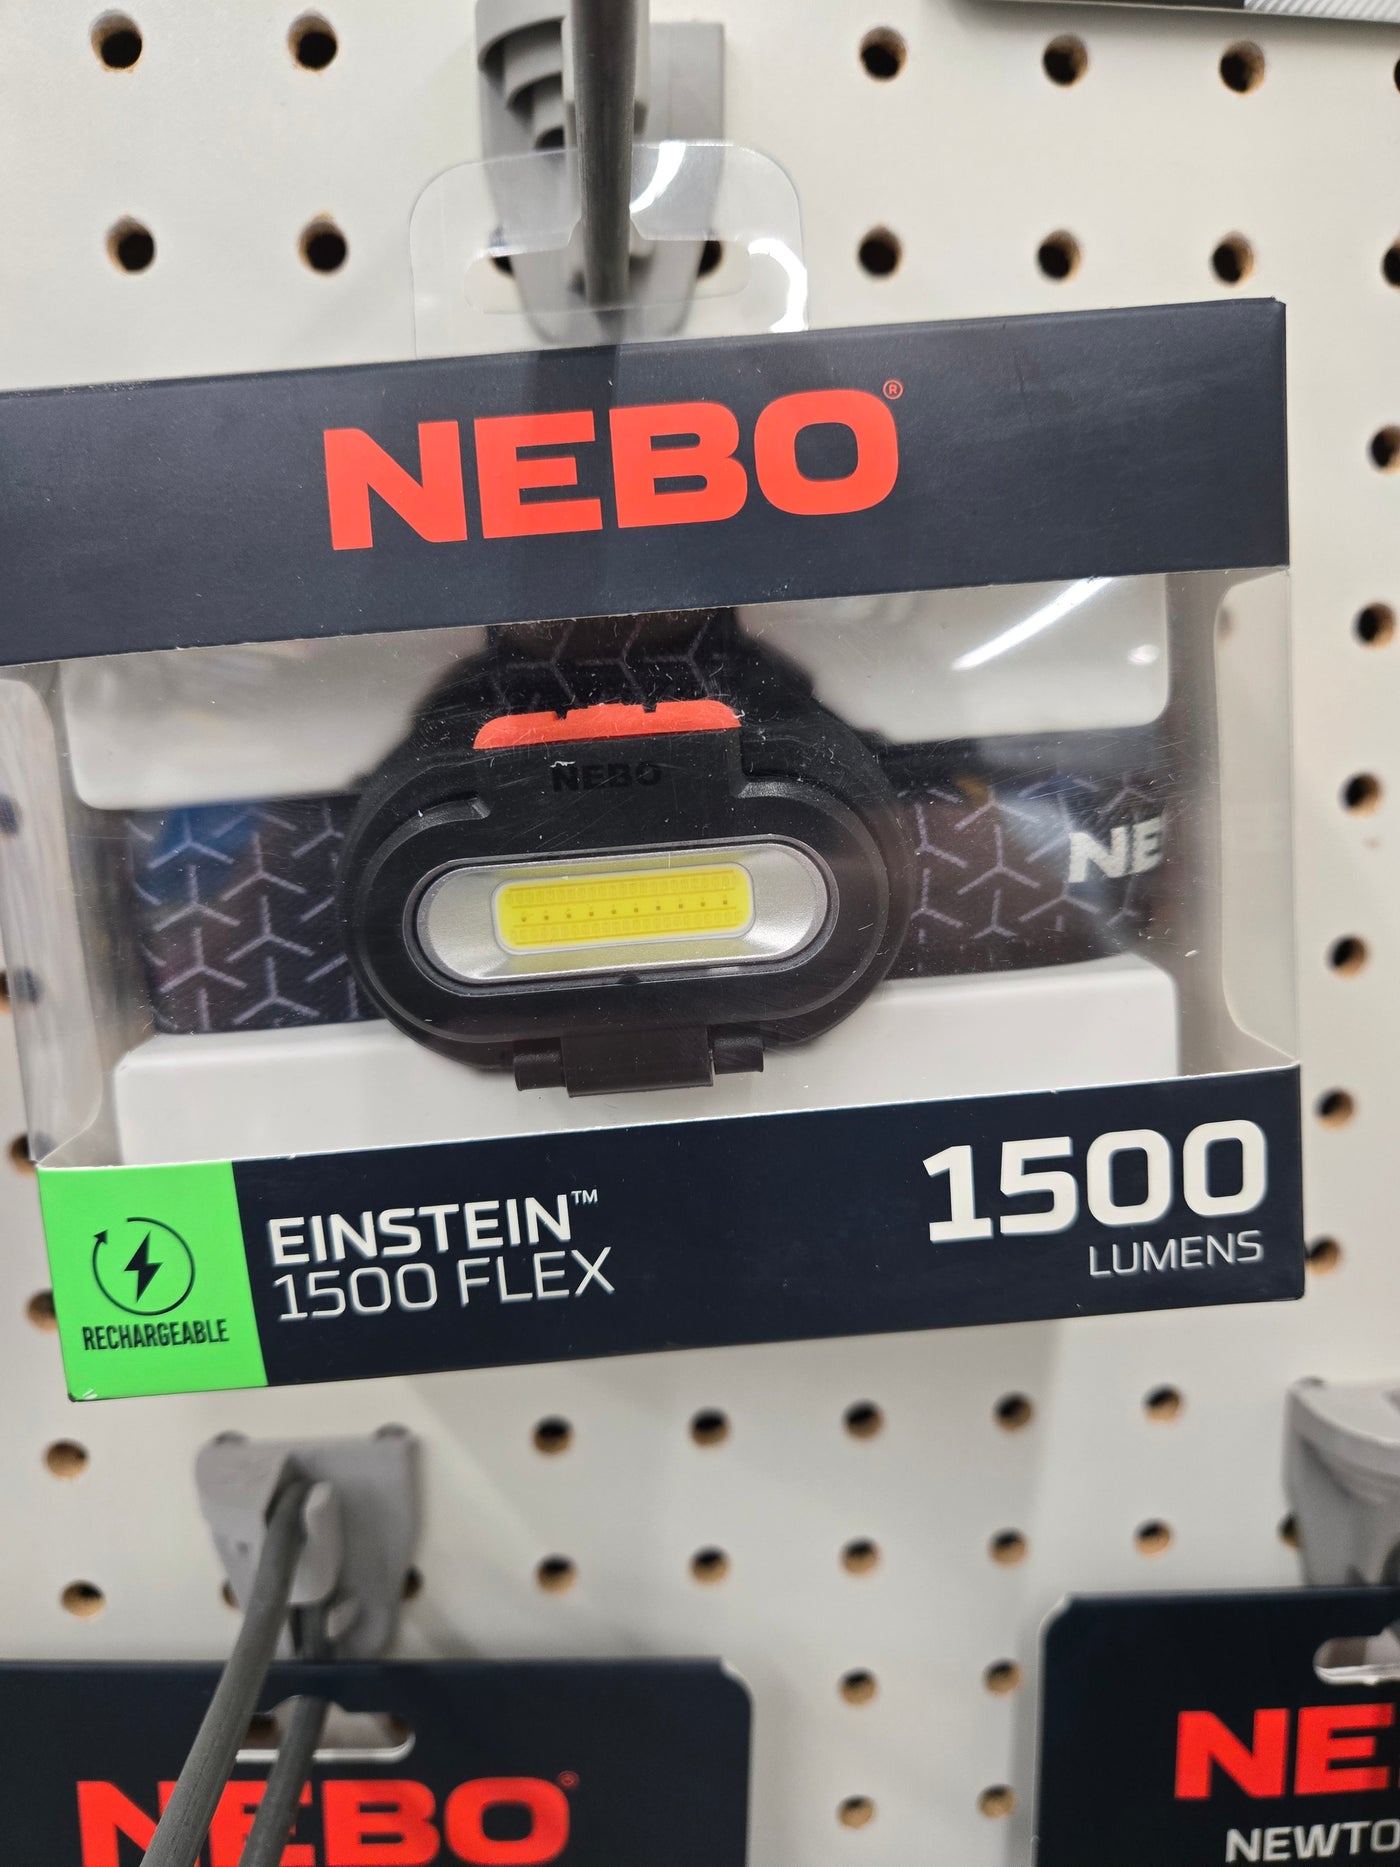 NEBO®
NEBO
NE
EINSTEIN™
1500 FLEX
1500
LUMENS
RECHARGEABLE
NEBO®
NE
NEWTO